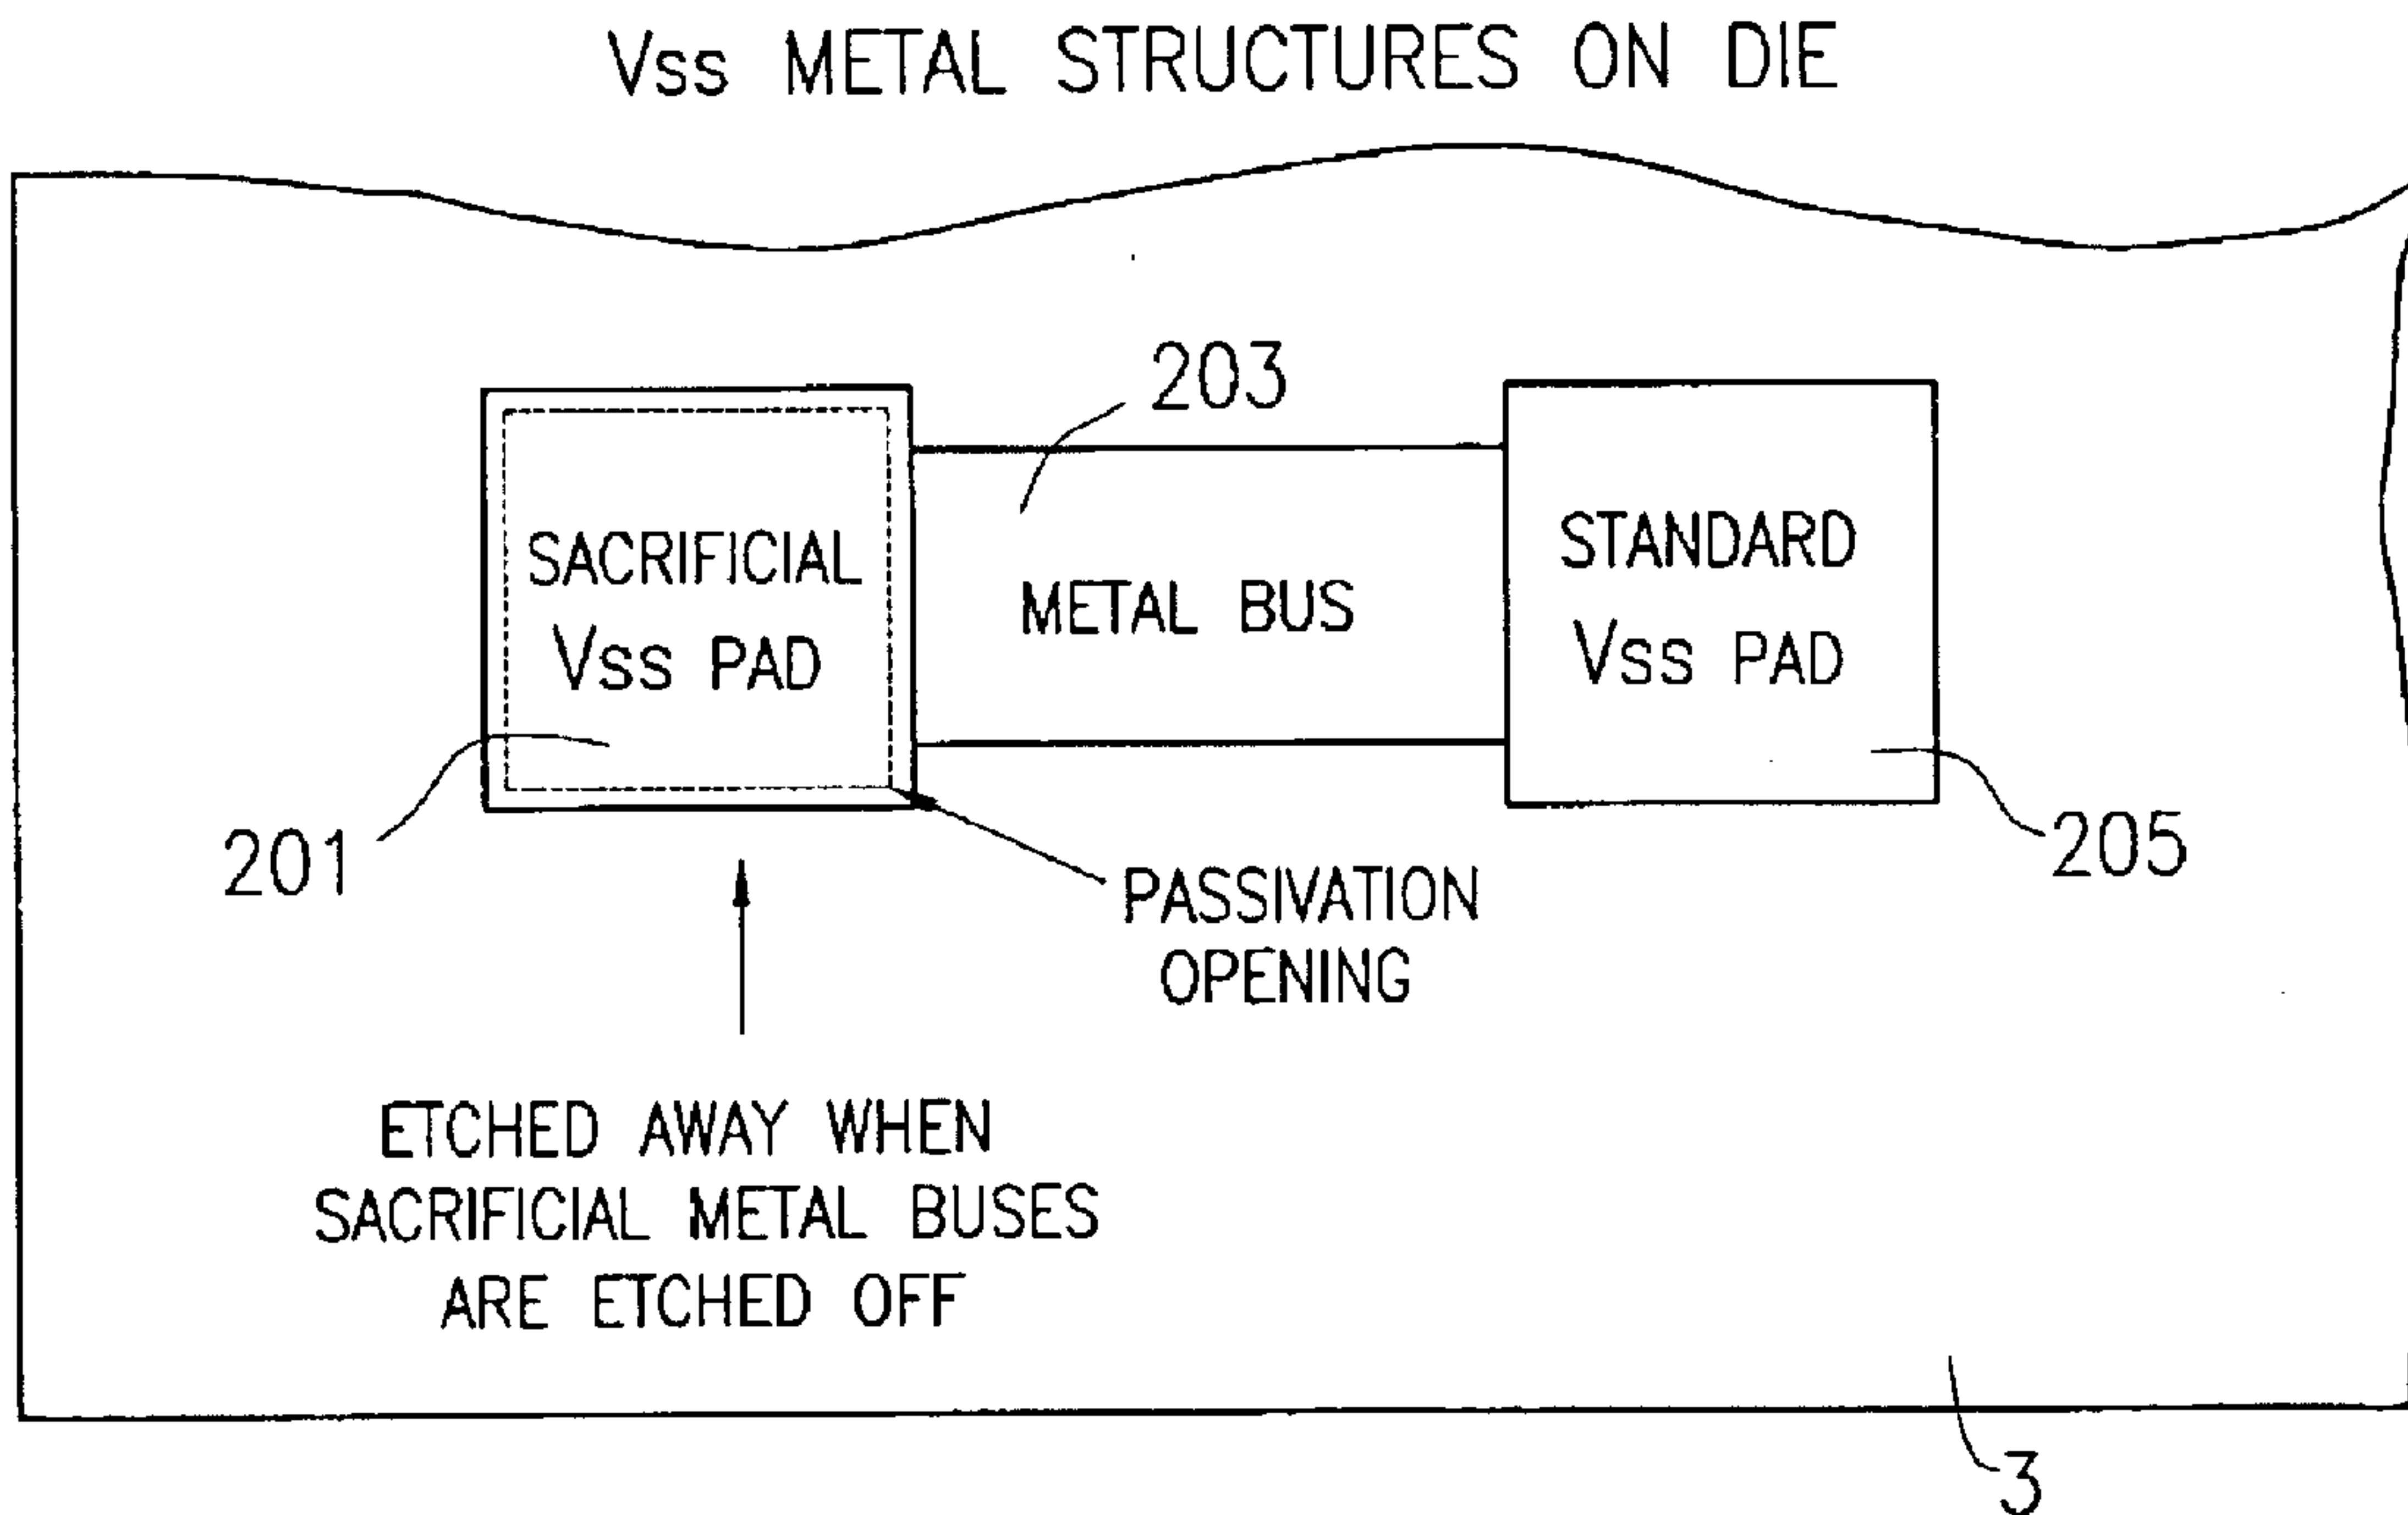 Vss METAL STRUCTURES ON DIE
203
SACRIFICIAL
Vss PAD
METAL BUS
STANDARD
Vss PAD
201
205
PASSIVATION
OPENING
ETCHED AWAY WHEN
SACRIFICIAL METAL BUSES
ARE ETCHED OFF
3